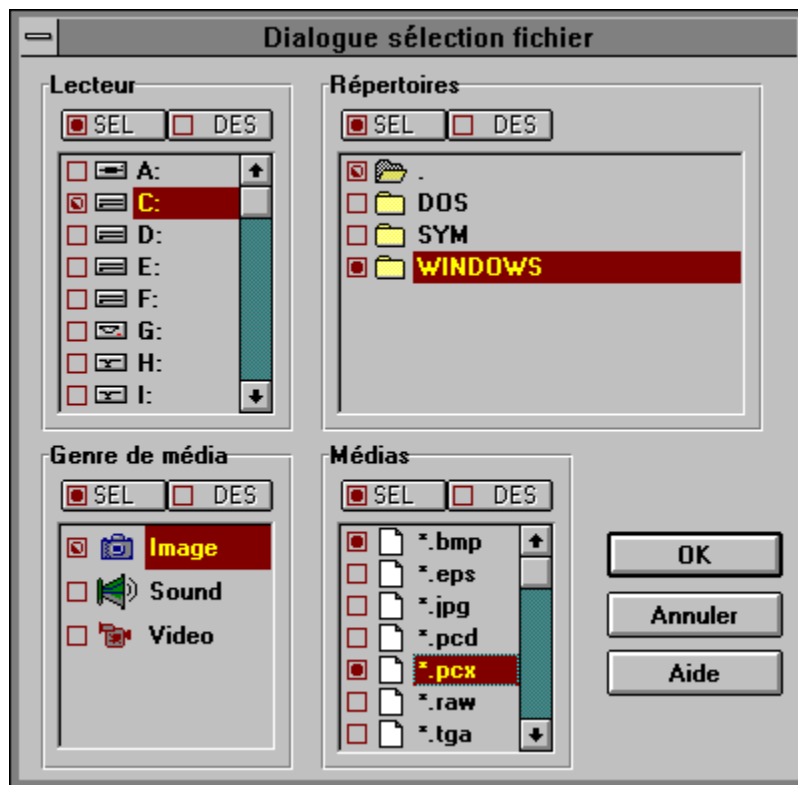 Dialogue sélection fichier
Lecteur
SEL DES
A:
C:
D:
E:
F:
G:
H:
I:
Répertoires
SEL DES
.
DOS
SYM
WINDOWS
Genre de média
SEL DES
Image
Sound
Video
Médias
SEL DES
*.bmp
*.eps
*.jpg
*.pcd
*.pcx
*.raw
*.tga
OK
Annuler
Aide